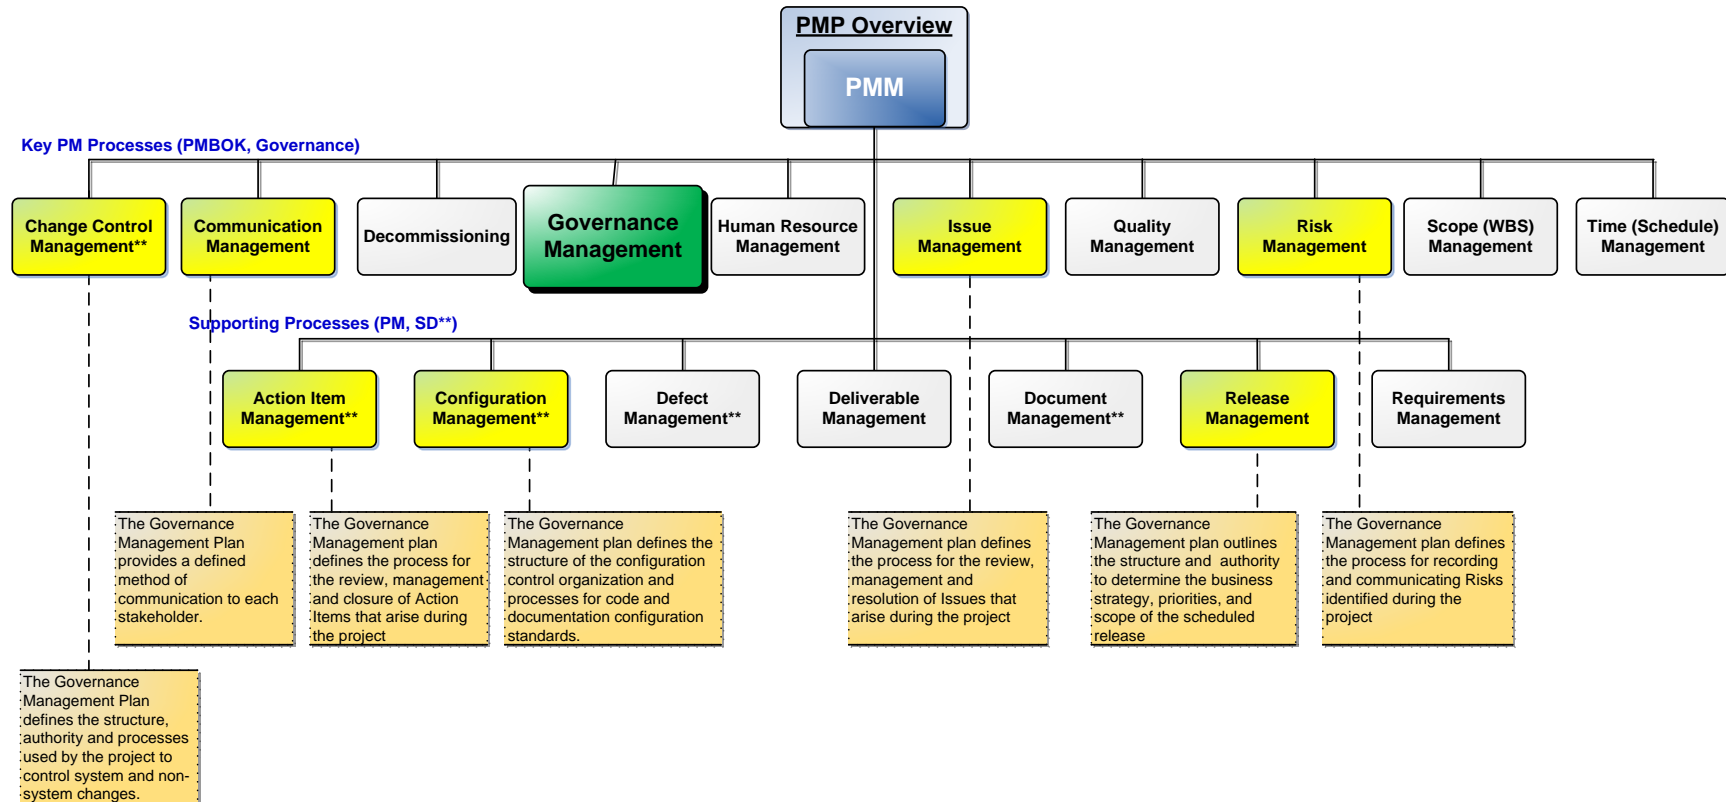 PMP Overview
PMM
Key PM Processes (PMBOK, Governance)
Change Control
Management**
Communication
Management
Decommissioning
Governance
Management
Human Resource
Management
Issue
Management
Quality
Management
Risk
Management
Scope (WBS)
Management
Time (Schedule)
Management
Supporting Processes (PM, SD**)
Action Item
Management**
Configuration
Management**
Defect
Management**
Deliverable
Management
Document
Management**
Release
Management
Requirements
Management
The Governance
Management Plan
provides a defined
method of
communication to each
stakeholder.
The Governance
Management plan
defines the process for
the review, management
and closure of Action
Items that arise during
the project
The Governance
Management plan defines the
structure of the configuration
control organization and
processes for code and
documentation configuration
standards.
The Governance
Management plan defines
the process for the review,
management and
resolution of Issues that
arise during the project
The Governance
Management plan outlines
the structure and  authority
to determine the business
strategy, priorities, and
scope of the scheduled
release
The Governance
Management plan defines
the process for recording
and communicating Risks
identified during the
project
The Governance
Management Plan
defines the structure,
authority and processes
used by the project to
control system and non-
system changes.